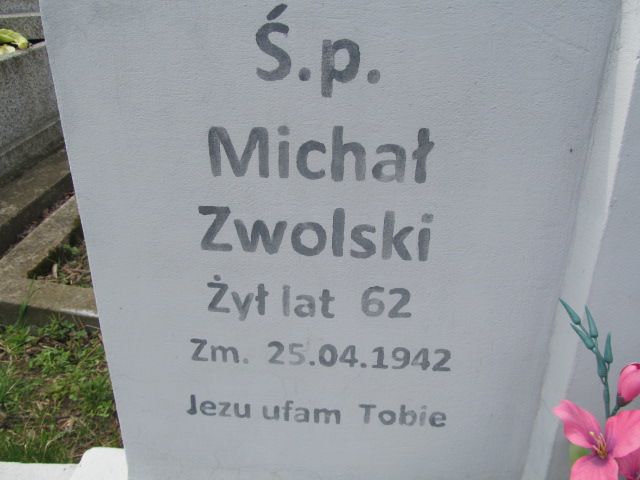 Ś.p.
Michał
Zwolski
Żył lat 62
Zm. 25.04.1942
Jezu ufam Tobie